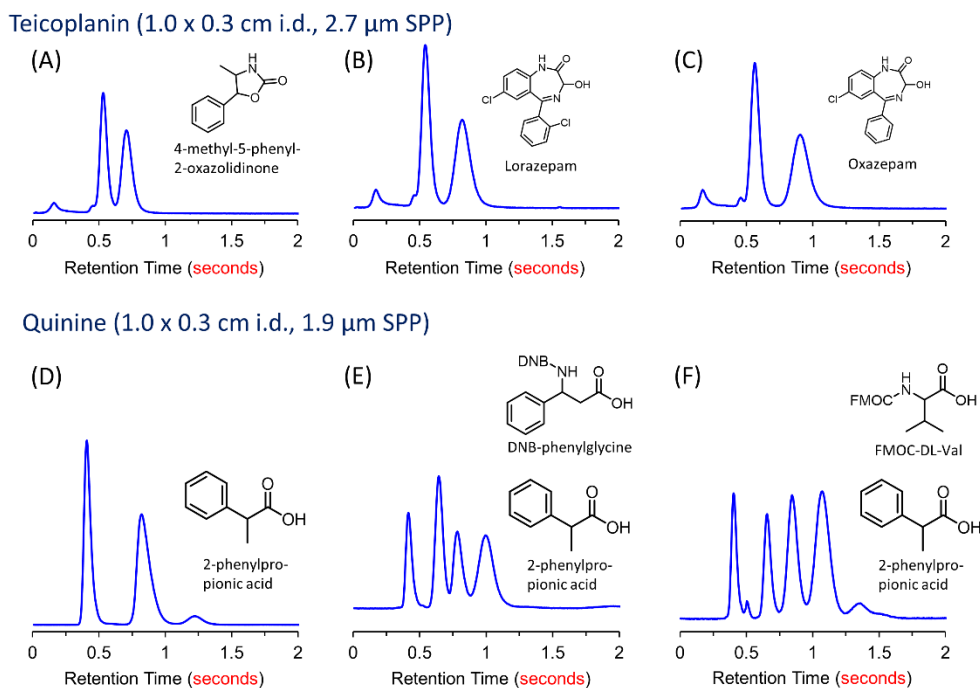 Teicoplanin (1.0 x 0.3 cm i.d., 2.7 µm SPP)
(A)
H
N
O
O
4-methyl-5-phenyl-
2-oxazolidinone
0 0.5 1 1.5 2
Retention Time (seconds)
(B)
H
N
O
OH
N
Cl
Cl
Lorazepam
0 0.5 1 1.5 2
Retention Time (seconds)
(C)
H
N
O
OH
N
Cl
Oxazepam
0 0.5 1 1.5 2
Retention Time (seconds)
Quinine (1.0 x 0.3 cm i.d., 1.9 µm SPP)
(D)
O
OH
2-phenylpro-
pionic acid
0 0.5 1 1.5 2
Retention Time (seconds)
(E)
DNB
NH
O
OH
DNB-phenylglycine
O
OH
2-phenylpro-
pionic acid
0 0.5 1 1.5 2
Retention Time (seconds)
(F)
H
N
O
FMOC
OH
FMOC-DL-Val
O
OH
2-phenylpro-
pionic acid
0 0.5 1 1.5 2
Retention Time (seconds)